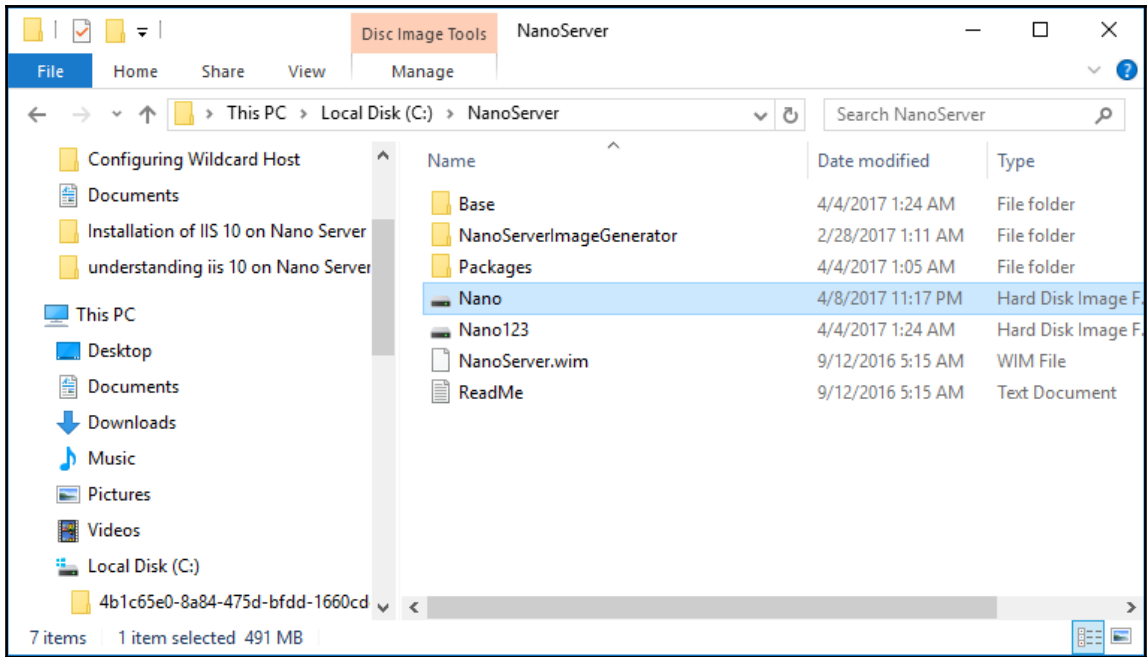 Disc Image Tools NanoServer
File Home Share View Manage
This PC > Local Disk (C:) > NanoServer Search NanoServer
Configuring Wildcard Host
Documents
Installation of IIS 10 on Nano Server
understanding iis 10 on Nano Server
This PC
Desktop
Documents
Downloads
Music
Pictures
Videos
Local Disk (C:)
4b1c65e0-8a84-475d-bfdd-1660cd
Name Date modified Type
Base 4/4/2017 1:24 AM File folder
NanoServerImageGenerator 2/28/2017 1:11 AM File folder
Packages 4/4/2017 1:05 AM File folder
Nano 4/8/2017 11:17 PM Hard Disk Image F.
Nano123 4/4/2017 1:24 AM Hard Disk Image F.
NanoServer.wim 9/12/2016 5:15 AM WIM File
ReadMe 9/12/2016 5:15 AM Text Document
7 items 1 item selected 491 MB